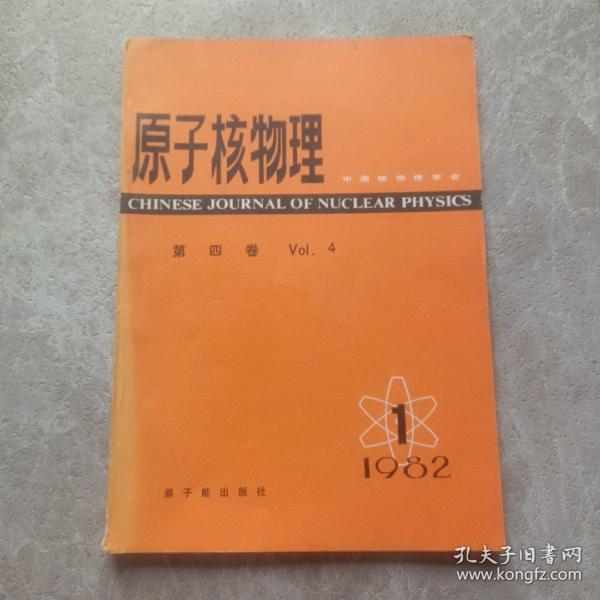 原子核物理
中国核物理学会
CHINESE JOURNAL OF NUCLEAR PHYSICS
第四卷 Vol. 4
1
1982
原子能出版社
孔夫子旧书网
www.kongfz.com